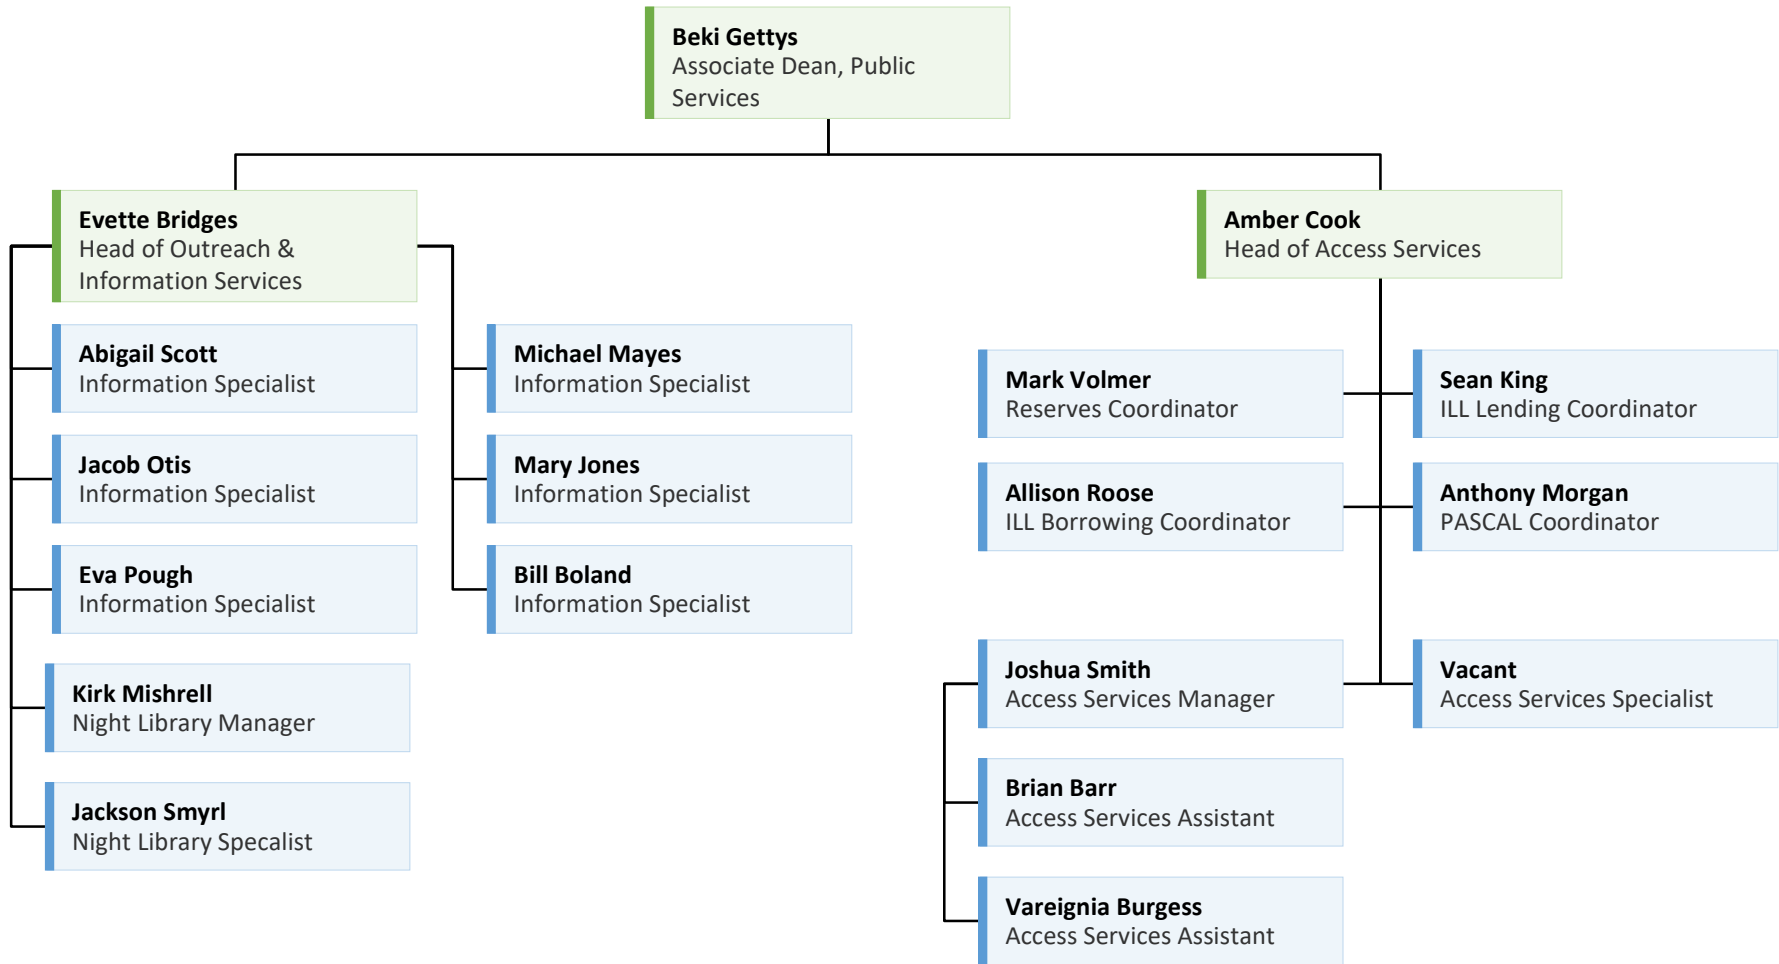 Beki Gettys
Associate Dean, Public
Services
Evette Bridges
Head of Outreach &
Information Services
Abigail Scott
Information Specialist
Jacob Otis
Information Specialist
Eva Pough
Information Specialist
Kirk Mishrell
Night Library Manager
Jackson Smyrl
Night Library Specalist
Michael Mayes
Information Specialist
Mary Jones
Information Specialist
Bill Boland
Information Specialist
Amber Cook
Head of Access Services
Mark Volmer
Reserves Coordinator
Sean King
ILL Lending Coordinator
Allison Roose
ILL Borrowing Coordinator
Anthony Morgan
PASCAL Coordinator
Joshua Smith
Access Services Manager
Vacant
Access Services Specialist
Brian Barr
Access Services Assistant
Vareignia Burgess
Access Services Assistant